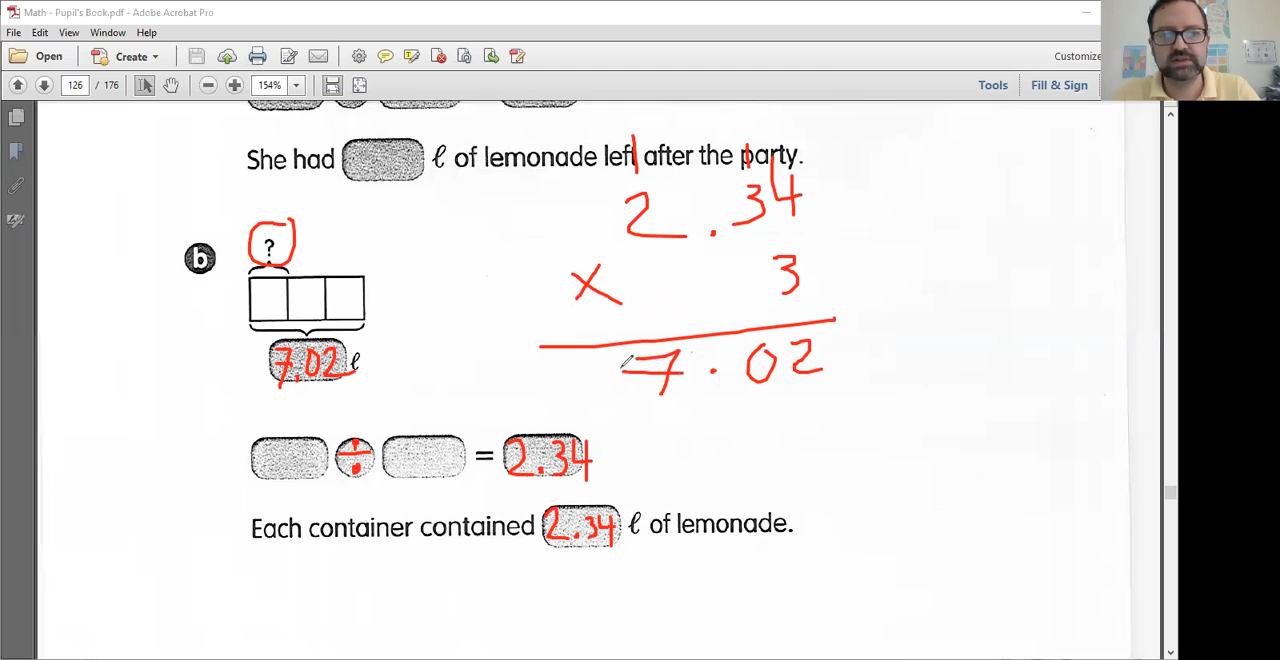 Math - Pupil's Book.pdf - Adobe Acrobat Pro
File Edit View Window Help
Open Create Customize
126 / 176 154% Tools Fill & Sign
She had ℓ of lemonade left after the party.
1 1
2.34
b ?
x 3
7.02
7.02 ℓ
÷ = 2.34
Each container contained 2.34 ℓ of lemonade.